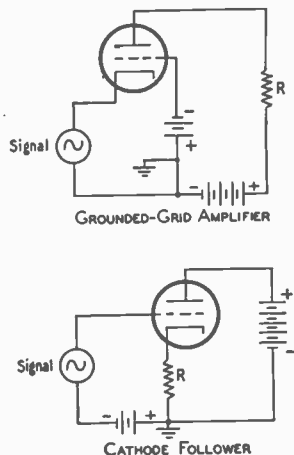 R
-
+
Signal
- +
GROUNDED-GRID AMPLIFIER
+
-
Signal
R
- +
CATHODE FOLLOWER